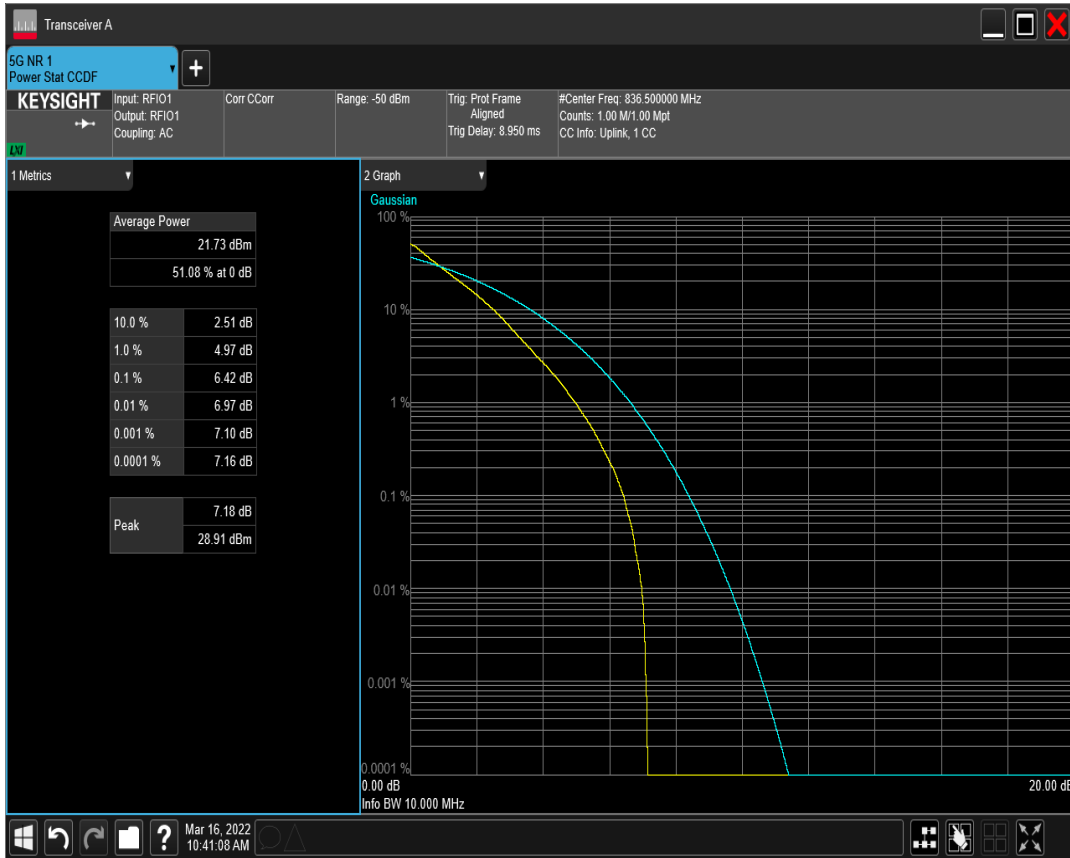 Transceiver A
5G NR 1
Power Stat CCDF
+
KEYSIGHT
LXI
Input: RFIO1
Output: RFIO1
Coupling: AC
Corr CCorr
Range: -50 dBm
Trig: Prot Frame
Aligned
Trig Delay: 8.950 ms
#Center Freq: 836.500000 MHz
Counts: 1.00 M/1.00 Mpt
CC Info: Uplink, 1 CC
1 Metrics
Average Power
21.73 dBm
51.08 % at 0 dB
10.0 % 2.51 dB
1.0 % 4.97 dB
0.1 % 6.42 dB
0.01 % 6.97 dB
0.001 % 7.10 dB
0.0001 % 7.16 dB
Peak
7.18 dB
28.91 dBm
2 Graph
Gaussian
100 %
10 %
1 %
0.1 %
0.01 %
0.001 %
0.0001 %
0.00 dB 20.00 dB
Info BW 10.000 MHz
?
Mar 16, 2022
10:41:08 AM